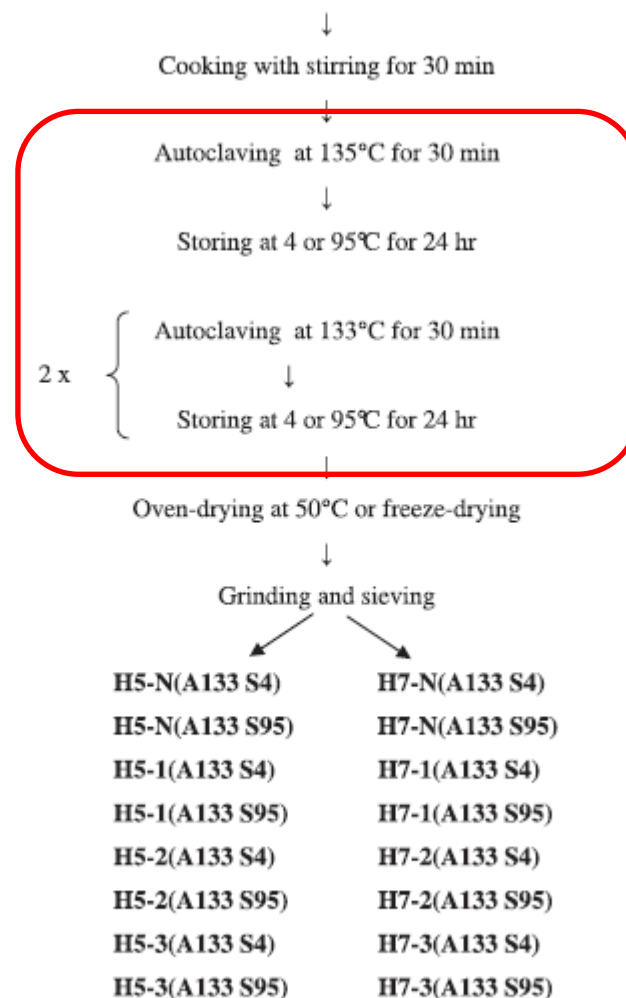 ↓
Cooking with stirring for 30 min
↓
Autoclaving at 135°C for 30 min
↓
Storing at 4 or 95°C for 24 hr
Autoclaving at 133°C for 30 min
2 x
↓
Storing at 4 or 95°C for 24 hr
Oven-drying at 50°C or freeze-drying
↓
Grinding and sieving
H5-N(A133 S4) H7-N(A133 S4)
H5-N(A133 S95) H7-N(A133 S95)
H5-1(A133 S4) H7-1(A133 S4)
H5-1(A133 S95) H7-1(A133 S95)
H5-2(A133 S4) H7-2(A133 S4)
H5-2(A133 S95) H7-2(A133 S95)
H5-3(A133 S4) H7-3(A133 S4)
H5-3(A133 S95) H7-3(A133 S95)